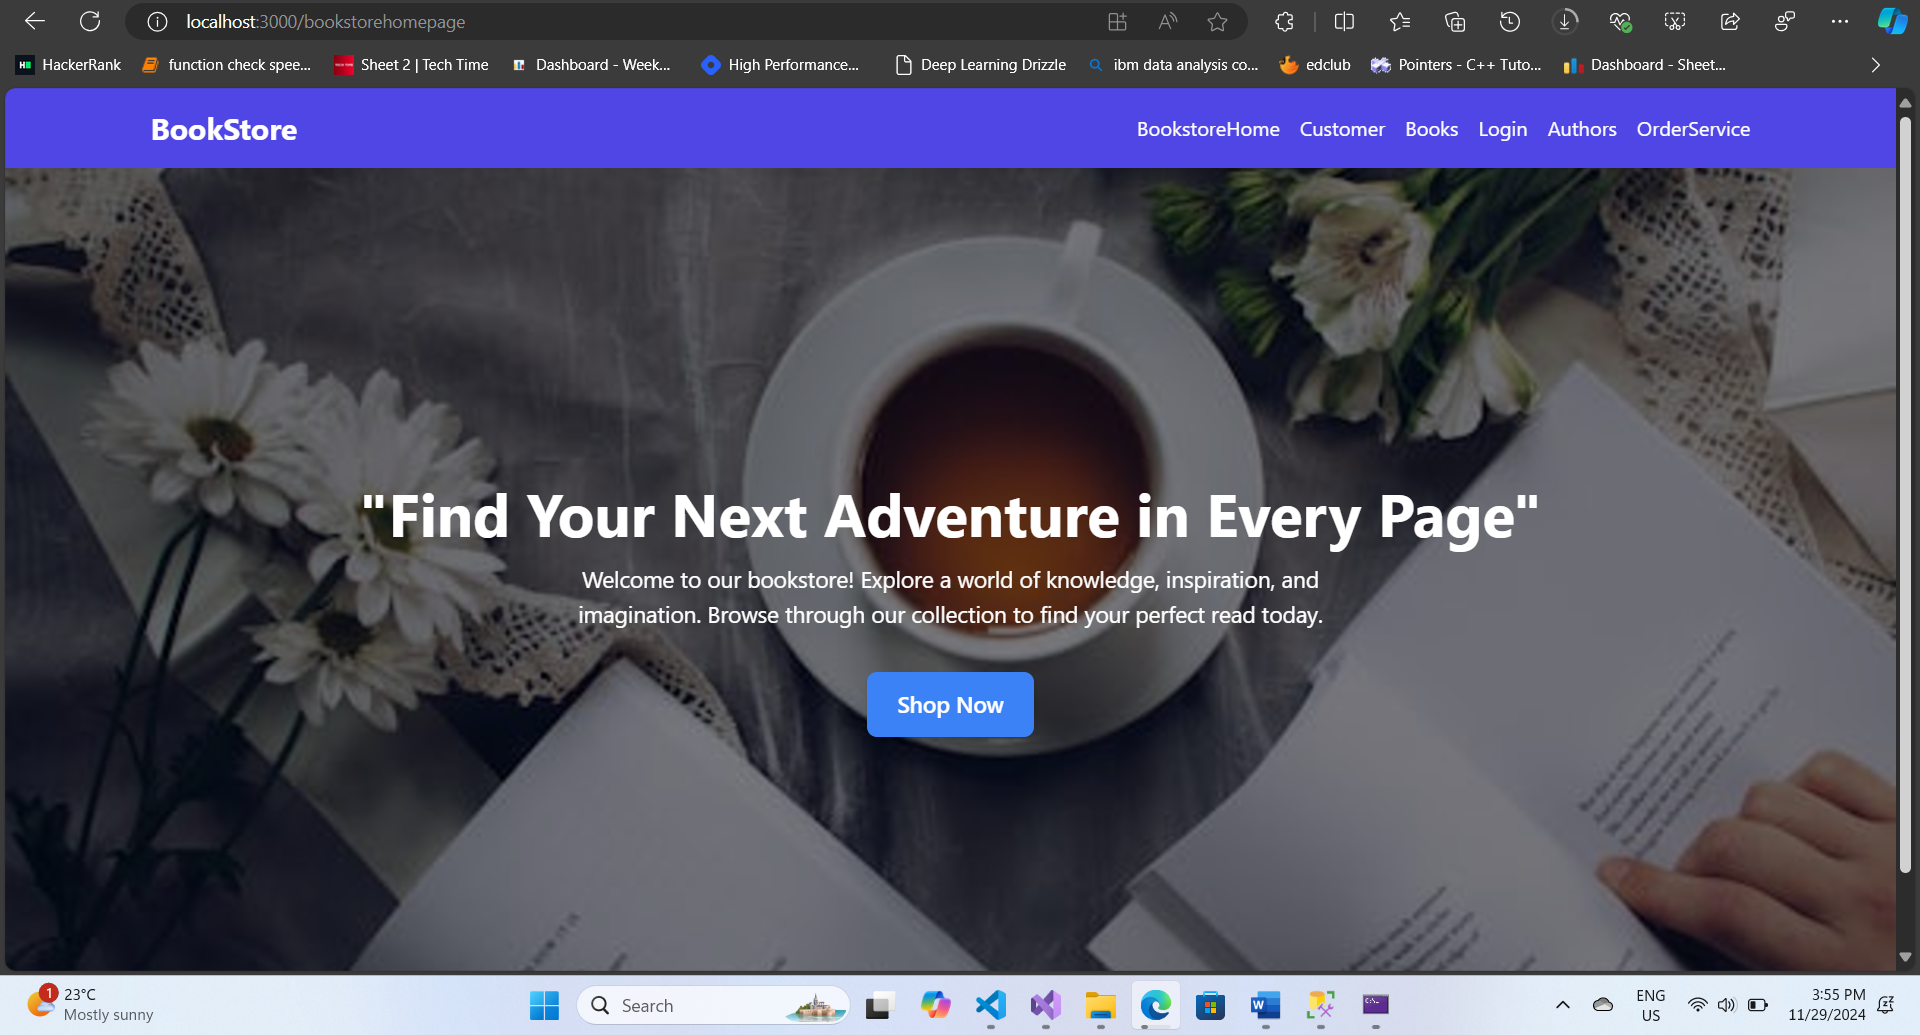 localhost:3000/bookstorehomepage
HackerRank
function check spee...
Sheet 2 | Tech Time
Dashboard - Week...
High Performance...
Deep Learning Drizzle
ibm data analysis co...
edclub
Pointers - C++ Tuto...
Dashboard - Sheet...
BookStore
BookstoreHome Customer Books Login Authors OrderService
"Find Your Next Adventure in Every Page"
Welcome to our bookstore! Explore a world of knowledge, inspiration, and
imagination. Browse through our collection to find your perfect read today.
Shop Now
1
23°C
Mostly sunny
Search
ENG
US
3:55 PM
11/29/2024